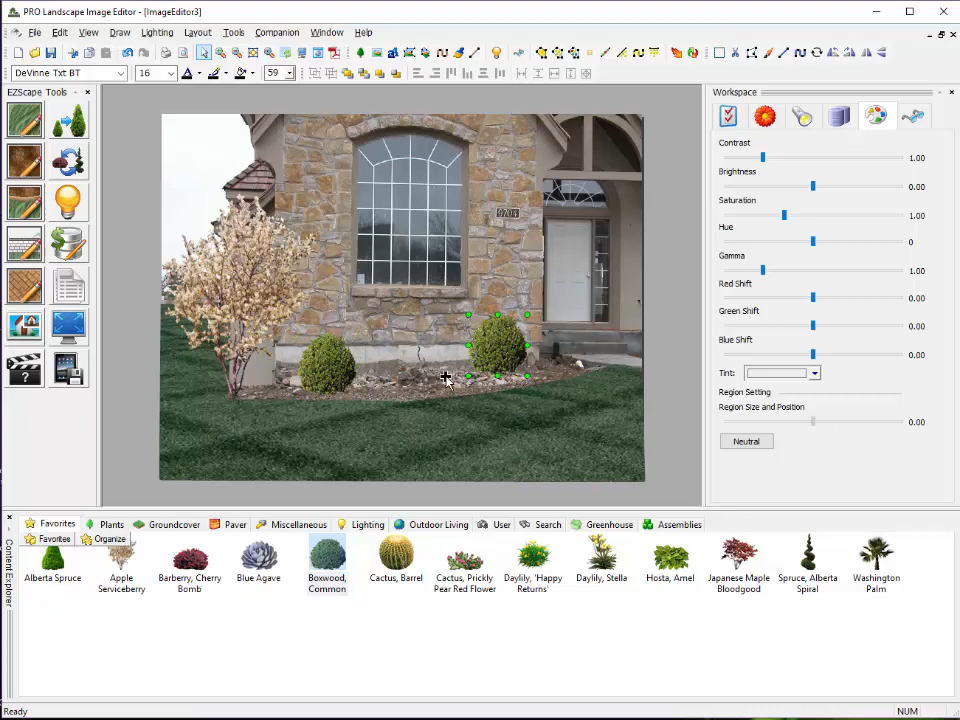 PRO Landscape Image Editor - [ImageEditor3]
File Edit View Draw Lighting Layout Tools Companion Window Help
DeVinne Txt BT 16 59
EZScape Tools
Workspace
Contrast
1.00
Brightness
0.00
Saturation
1.00
Hue
0
Gamma
1.00
Red Shift
0.00
Green Shift
0.00
Blue Shift
0.00
Tint:
Region Setting
Region Size and Position
0.00
Neutral
9704
Favorites Plants Groundcover Paver Miscellaneous Lighting Outdoor Living User Search Greenhouse Assemblies
Favorites Organize
Content Explorer
Alberta Spruce
Apple Serviceberry
Barberry, Cherry Bomb
Blue Agave
Boxwood, Common
Cactus, Barrel
Cactus, Prickly Pear Red Flower
Daylily, 'Happy Returns'
Daylily, Stella
Hosta, Amel
Japanese Maple Bloodgood
Spruce, Alberta Spiral
Washington Palm
Ready NUM